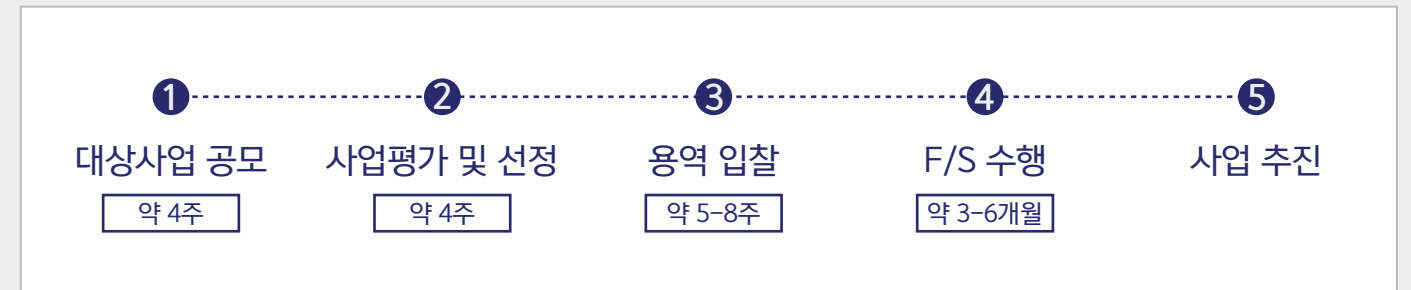 1 2 3 4 5
대상사업 공모 사업평가 및 선정 용역 입찰 F/S 수행 사업 추진
약 4주 약 4주 약 5-8주 약 3-6개월